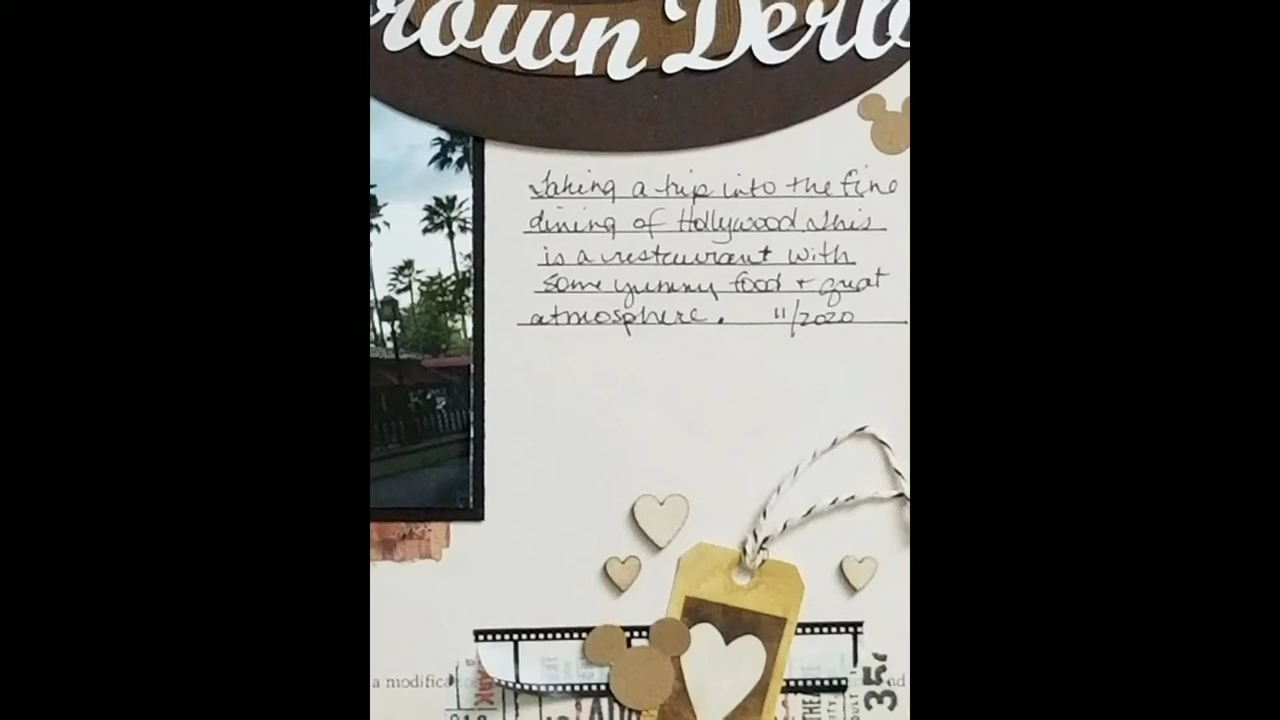 rown Derb
Taking a trip into the fine
dining of Hollywood. This
is a restaurant with
some yummy food + great
atmosphere. 11/2020
a modifica
35¢